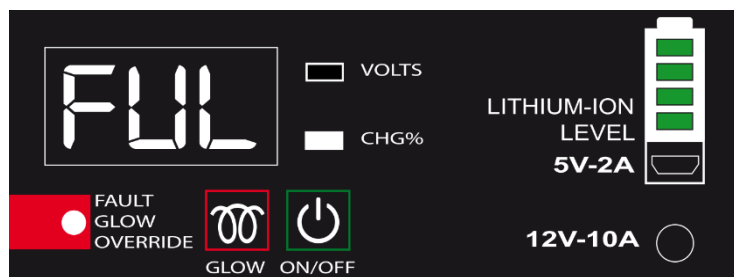 FUL
VOLTS
CHG%
LITHIUM-ION
LEVEL
5V-2A
FAULT
GLOW
OVERRIDE
GLOW
ON/OFF
12V-10A